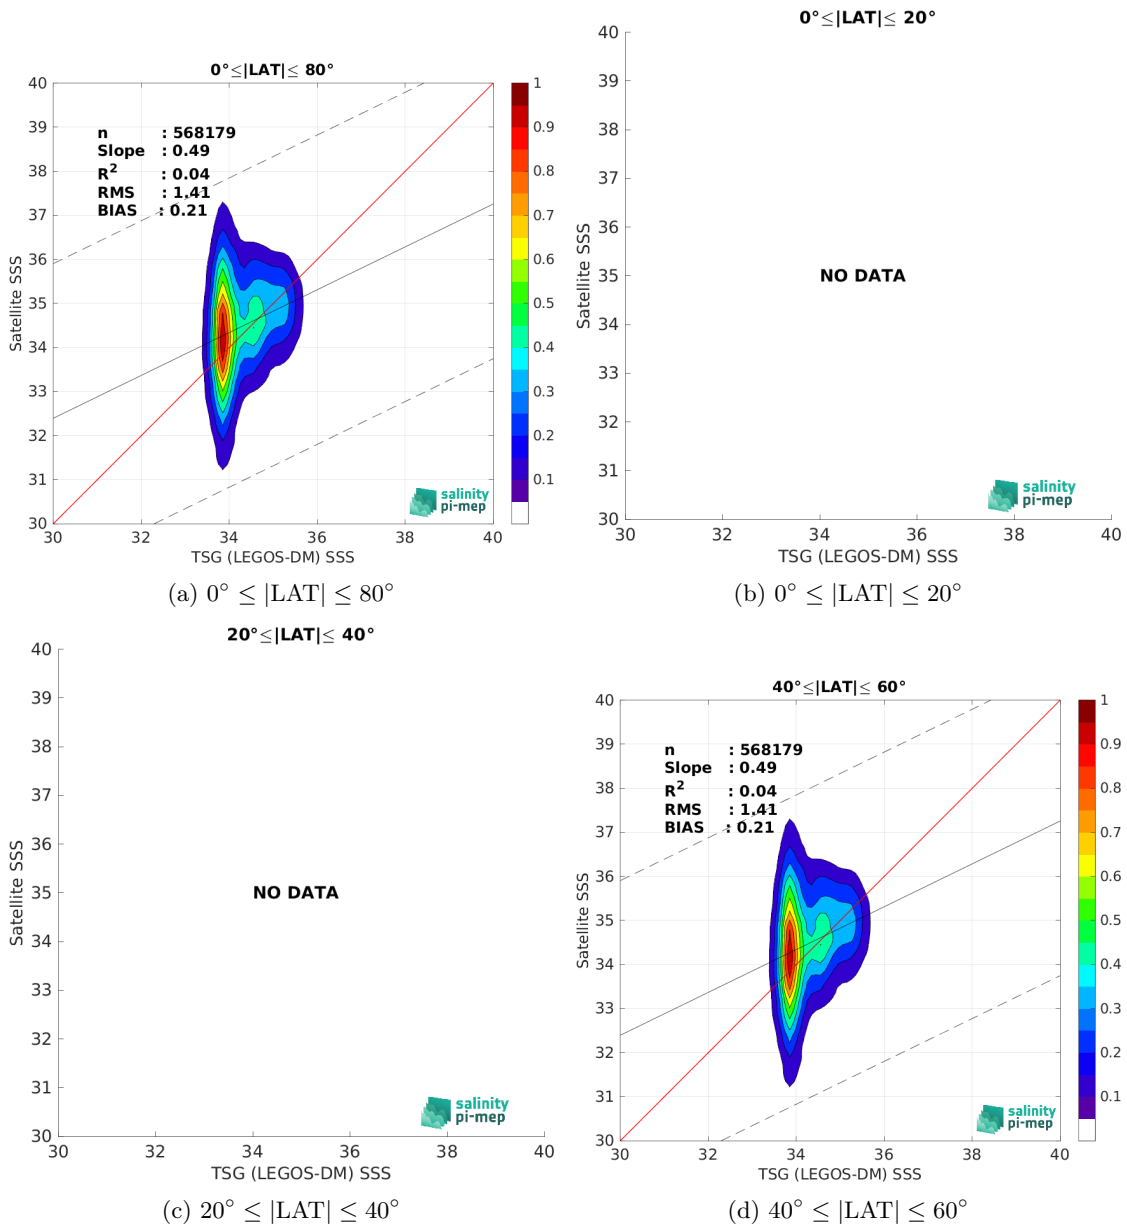 0°≤|LAT|≤ 80°
40
39
38
37
36
35
34
33
32
31
30
Satellite SSS
n : 568179
Slope : 0.49
R² : 0.04
RMS : 1.41
BIAS : 0.21
1
0.9
0.8
0.7
0.6
0.5
0.4
0.3
0.2
0.1
salinity
pi-mep
30 32 34 36 38 40
TSG (LEGOS-DM) SSS
(a) 0° ≤ |LAT| ≤ 80°
0°≤|LAT|≤ 20°
40
39
38
37
36
35
34
33
32
31
30
Satellite SSS
NO DATA
salinity
pi-mep
30 32 34 36 38 40
TSG (LEGOS-DM) SSS
(b) 0° ≤ |LAT| ≤ 20°
20°≤|LAT|≤ 40°
40
39
38
37
36
35
34
33
32
31
30
Satellite SSS
NO DATA
salinity
pi-mep
30 32 34 36 38 40
TSG (LEGOS-DM) SSS
(c) 20° ≤ |LAT| ≤ 40°
40°≤|LAT|≤ 60°
40
39
38
37
36
35
34
33
32
31
30
Satellite SSS
n : 568179
Slope : 0.49
R² : 0.04
RMS : 1.41
BIAS : 0.21
1
0.9
0.8
0.7
0.6
0.5
0.4
0.3
0.2
0.1
salinity
pi-mep
30 32 34 36 38 40
TSG (LEGOS-DM) SSS
(d) 40° ≤ |LAT| ≤ 60°